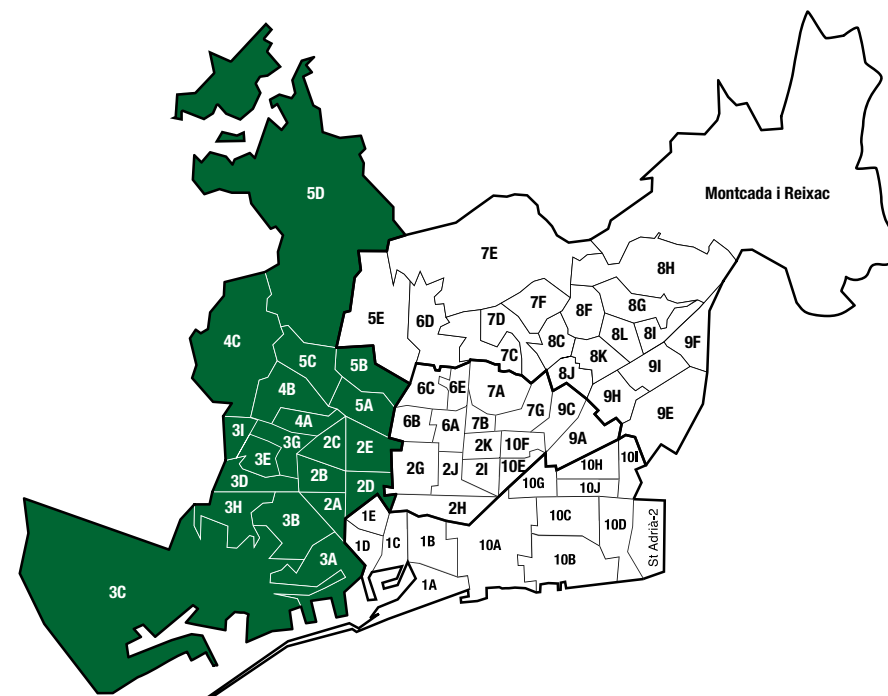 5D
Montcada i Reixac
7E
8H
7F
8G
5E
6D
7D
8F
4C
8C
8L
8I
9F
5C
5B
7C
8K
9I
8J
4B
6C
6E
7A
9H
5A
7G
9C
9E
4A
6B
6A
7B
3I
3G
2C
2E
2K
10F
9A
3E
2G
2J
2I
10E
10H
10I
3D
2B
2D
10G
10J
3H
2A
2H
3B
1E
10C
10D
St Adrià-2
1D
1C
1B
10A
3A
10B
3C
1A